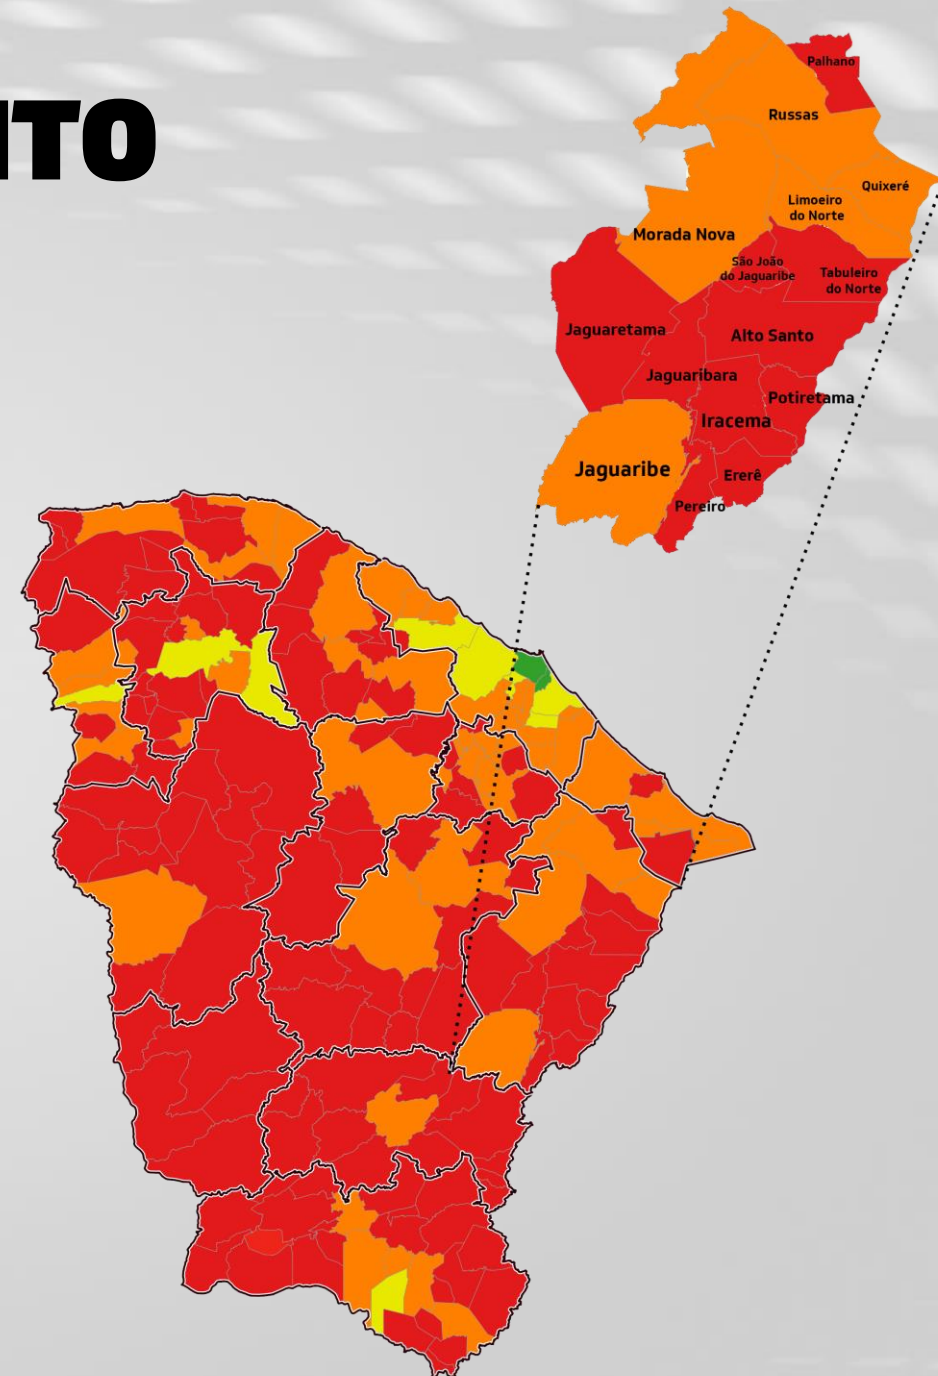 Palhano
Russas
Quixeré
Limoeiro
do Norte
Morada Nova
São João
do Jaguaribe
Tabuleiro
do Norte
Jaguaretama
Alto Santo
Jaguaribara
Potiretama
Iracema
Jaguaribe
Ererê
Pereiro